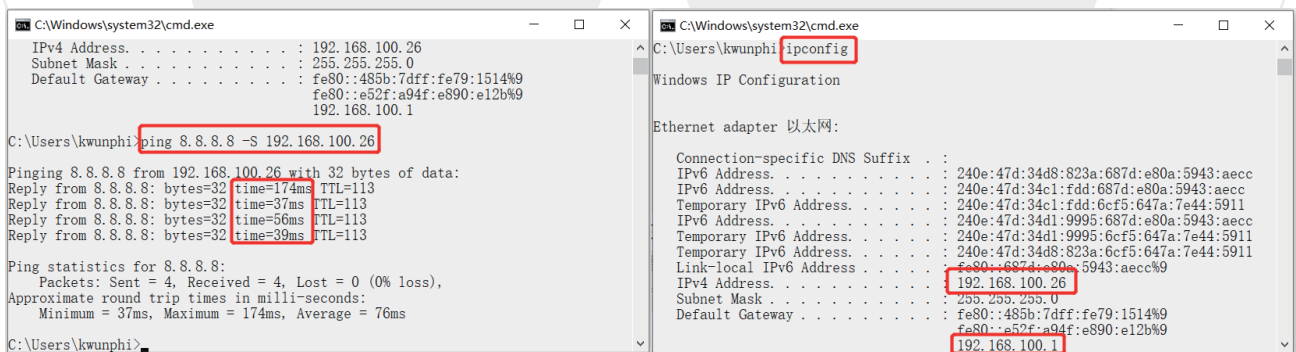 C:\Windows\system32\cmd.exe
IPv4 Address. . . . . . . . . . . : 192.168.100.26
Subnet Mask . . . . . . . . . . . : 255.255.255.0
Default Gateway . . . . . . . . . : fe80::485b:7dff:fe79:1514%9
fe80::e52f:a94f:e890:e12b%9
192.168.100.1
C:\Users\kwunphi>ping 8.8.8.8 -S 192.168.100.26
Pinging 8.8.8.8 from 192.168.100.26 with 32 bytes of data:
Reply from 8.8.8.8: bytes=32 time=174ms TTL=113
Reply from 8.8.8.8: bytes=32 time=37ms TTL=113
Reply from 8.8.8.8: bytes=32 time=56ms TTL=113
Reply from 8.8.8.8: bytes=32 time=39ms TTL=113
Ping statistics for 8.8.8.8:
Packets: Sent = 4, Received = 4, Lost = 0 (0% loss),
Approximate round trip times in milli-seconds:
Minimum = 37ms, Maximum = 174ms, Average = 76ms
C:\Users\kwunphi>
C:\Windows\system32\cmd.exe
C:\Users\kwunphi>ipconfig
Windows IP Configuration
Ethernet adapter 以太网:
Connection-specific DNS Suffix . :
IPv6 Address. . . . . . . . . . . : 240e:47d:34d8:823a:687d:e80a:5943:aecc
IPv6 Address. . . . . . . . . . . : 240e:47d:34c1:fdd:687d:e80a:5943:aecc
Temporary IPv6 Address. . . . . . : 240e:47d:34c1:fdd:6cf5:647a:7e44:5911
IPv6 Address. . . . . . . . . . . : 240e:47d:34d1:9995:687d:e80a:5943:aecc
Temporary IPv6 Address. . . . . . : 240e:47d:34d1:9995:6cf5:647a:7e44:5911
Temporary IPv6 Address. . . . . . : 240e:47d:34d8:823a:6cf5:647a:7e44:5911
Link-local IPv6 Address . . . . . : fe80::687d:e80a:5943:aecc%9
IPv4 Address. . . . . . . . . . . : 192.168.100.26
Subnet Mask . . . . . . . . . . . : 255.255.255.0
Default Gateway . . . . . . . . . : fe80::485b:7dff:fe79:1514%9
fe80::e52f:a94f:e890:e12b%9
192.168.100.1